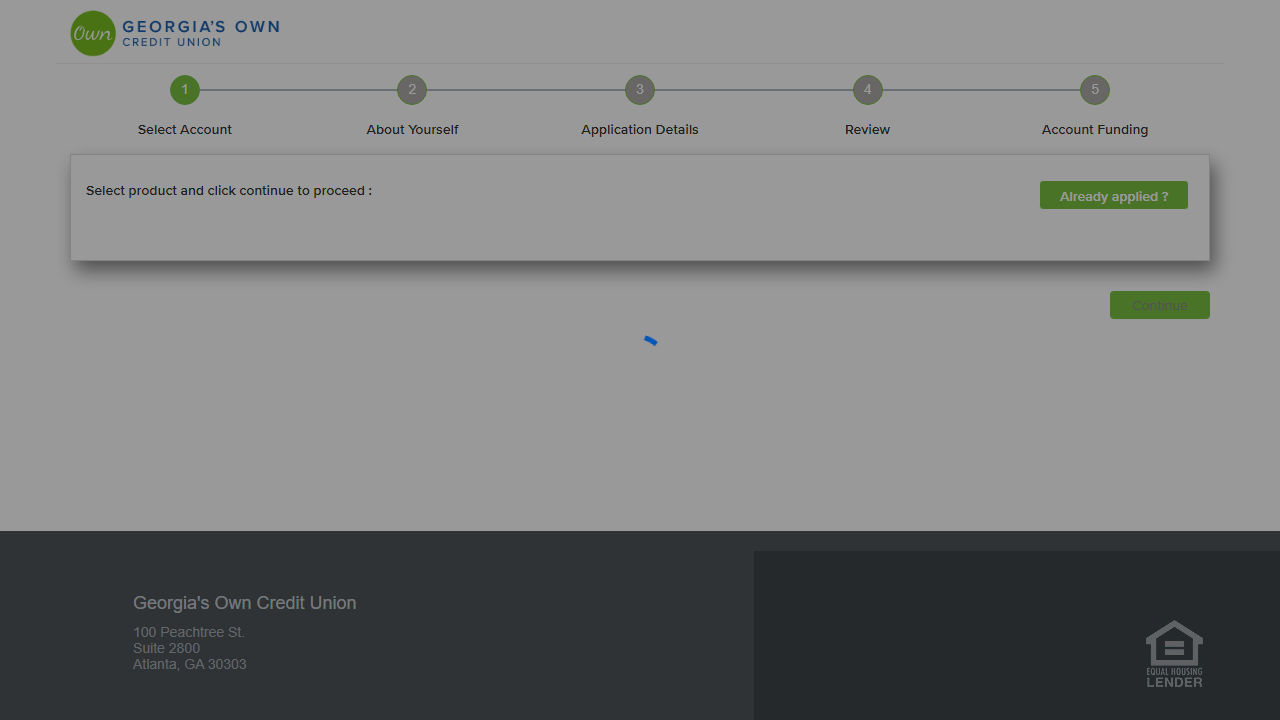 Own
GEORGIA'S OWN
CREDIT UNION
1
2
3
4
5
Select Account
About Yourself
Application Details
Review
Account Funding
Select product and click continue to proceed :
Already applied ?
Continue
Georgia's Own Credit Union
100 Peachtree St.
Suite 2800
Atlanta, GA 30303
EQUAL HOUSING
LENDER